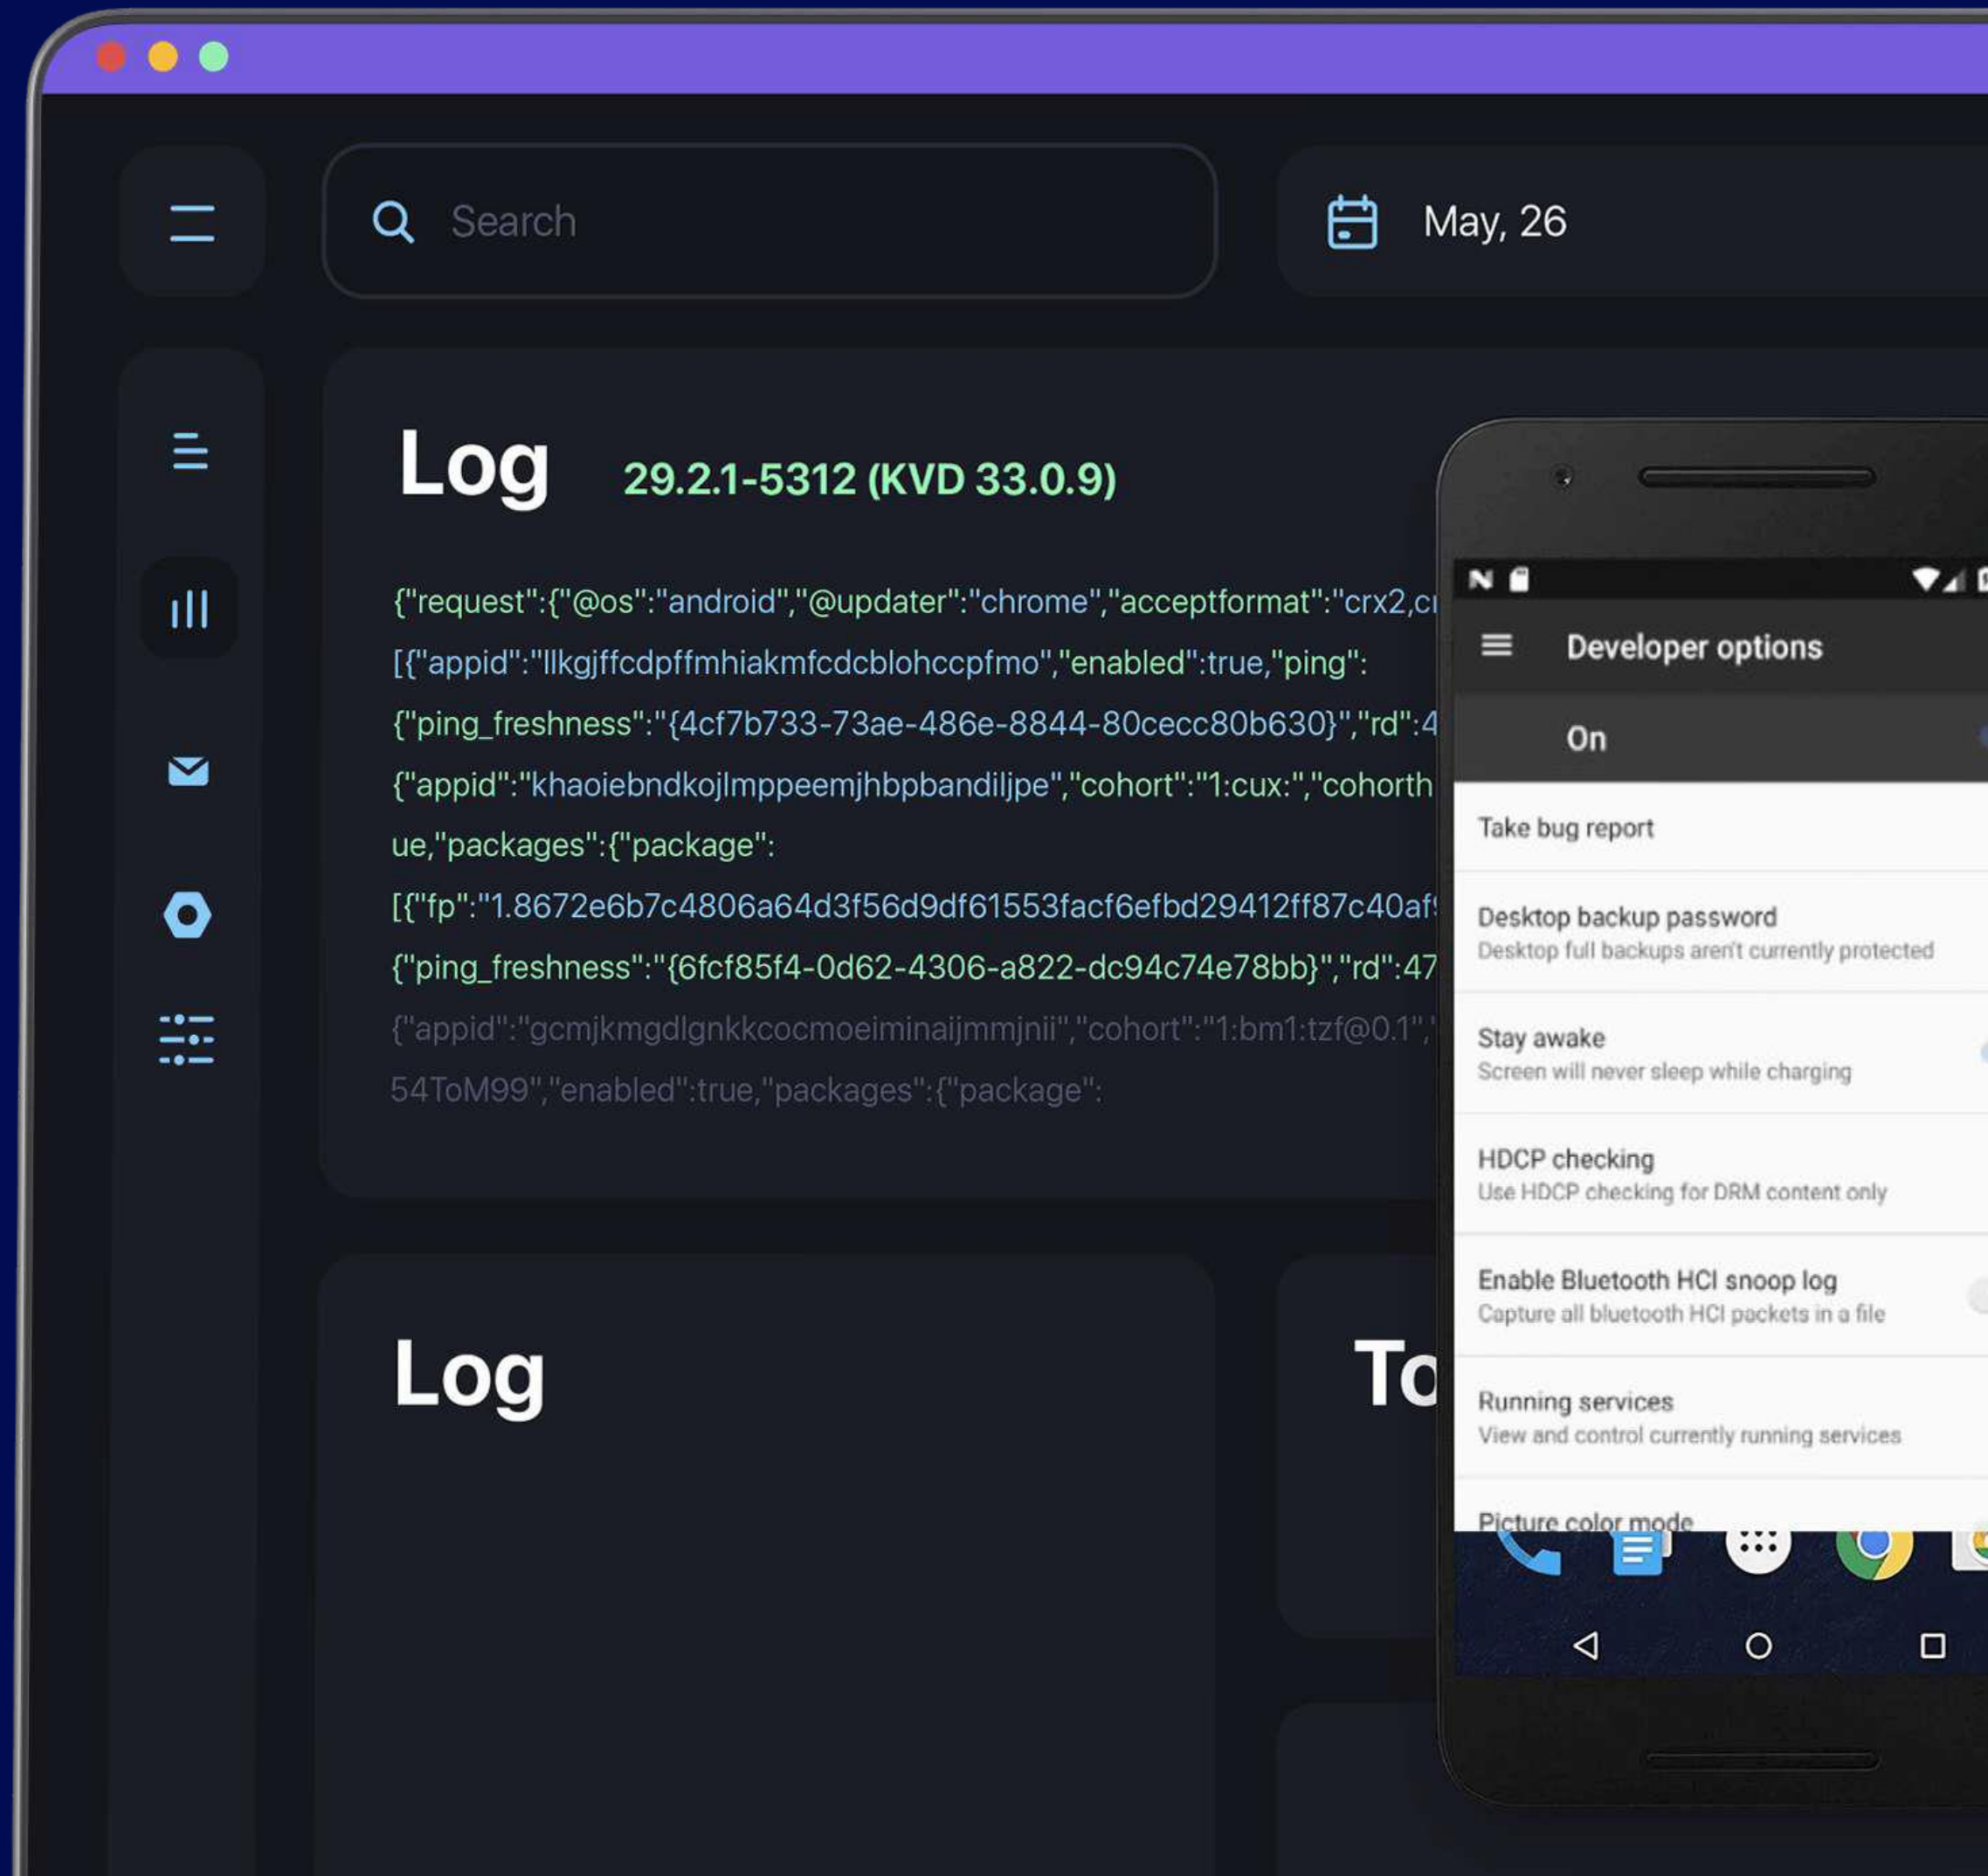 Search
May, 26
Log
29.2.1-5312 (KVD 33.0.9)
{"request":{"@os":"android","@updater":"chrome","acceptformat":"crx2,cr
[{"appid":"llkgjffcdpffmhiakmfcdcblohccpfmo","enabled":true,"ping":
{"ping_freshness":"{4cf7b733-73ae-486e-8844-80cecc80b630}","rd":4
{"appid":"khaoiebndkojlmppeemjhbpbandiljpe","cohort":"1:cux:","cohorth
ue,"packages":{"package":
[{"fp":"1.8672e6b7c4806a64d3f56d9df61553facf6efbd29412ff87c40af9
{"ping_freshness":"{6fcf85f4-0d62-4306-a822-dc94c74e78bb}","rd":47
{"appid":"gcmjkmgdlgnkkcocmoeiminaijmmjnii","cohort":"1:bm1:tzf@0.1","
54ToM99","enabled":true,"packages":{"package":
Log
To
Developer options
On
Take bug report
Desktop backup password
Desktop full backups aren't currently protected
Stay awake
Screen will never sleep while charging
HDCP checking
Use HDCP checking for DRM content only
Enable Bluetooth HCI snoop log
Capture all bluetooth HCI packets in a file
Running services
View and control currently running services
Picture color mode